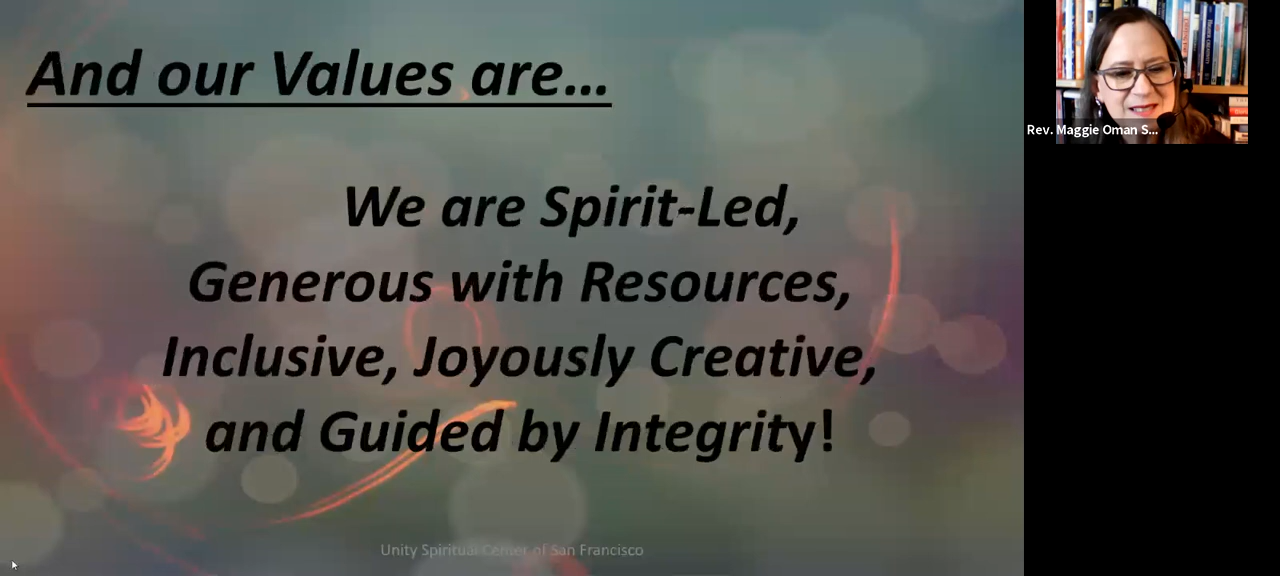 And our Values are...
We are Spirit-Led,
Generous with Resources,
Inclusive, Joyously Creative,
and Guided by Integrity!
Unity Spiritual Center of San Francisco
Rev. Maggie Oman S...